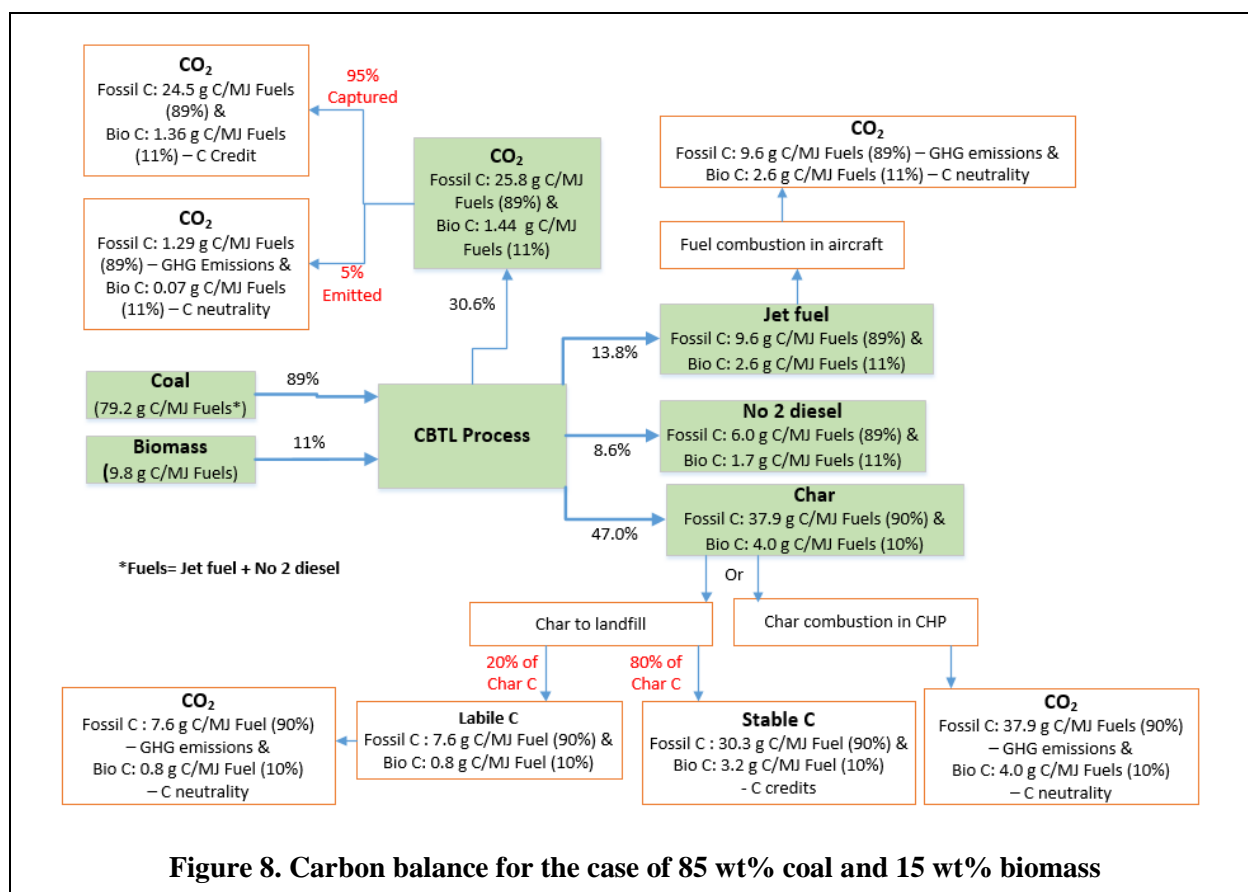 CO2
Fossil C: 24.5 g C/MJ Fuels
(89%) &
Bio C: 1.36 g C/MJ Fuels
(11%) – C Credit
95%
Captured
CO2
Fossil C: 1.29 g C/MJ Fuels
(89%) – GHG Emissions &
Bio C: 0.07 g C/MJ Fuels
(11%) – C neutrality
5%
Emitted
CO2
Fossil C: 25.8 g C/MJ
Fuels (89%) &
Bio C: 1.44 g C/MJ
Fuels (11%)
30.6%
CO2
Fossil C: 9.6 g C/MJ Fuels (89%) – GHG emissions &
Bio C: 2.6 g C/MJ Fuels (11%) – C neutrality
Fuel combustion in aircraft
Jet fuel
Fossil C: 9.6 g C/MJ Fuels (89%) &
Bio C: 2.6 g C/MJ Fuels (11%)
13.8%
Coal
(79.2 g C/MJ Fuels*)
89%
Biomass
(9.8 g C/MJ Fuels)
11%
CBTL Process
No 2 diesel
Fossil C: 6.0 g C/MJ Fuels (89%) &
Bio C: 1.7 g C/MJ Fuels (11%)
8.6%
Char
Fossil C: 37.9 g C/MJ Fuels (90%) &
Bio C: 4.0 g C/MJ Fuels (10%)
47.0%
*Fuels= Jet fuel + No 2 diesel
Or
Char to landfill
Char combustion in CHP
20% of
Char C
80% of
Char C
CO2
Fossil C : 7.6 g C/MJ Fuel (90%)
– GHG emissions &
Bio C: 0.8 g C/MJ Fuel (10%)
– C neutrality
Labile C
Fossil C : 7.6 g C/MJ Fuel (90%) &
Bio C: 0.8 g C/MJ Fuel (10%)
Stable C
Fossil C : 30.3 g C/MJ Fuel (90%) &
Bio C: 3.2 g C/MJ Fuel (10%)
- C credits
CO2
Fossil C: 37.9 g C/MJ Fuels (90%)
– GHG emissions &
Bio C: 4.0 g C/MJ Fuels (10%)
– C neutrality
Figure 8. Carbon balance for the case of 85 wt% coal and 15 wt% biomass